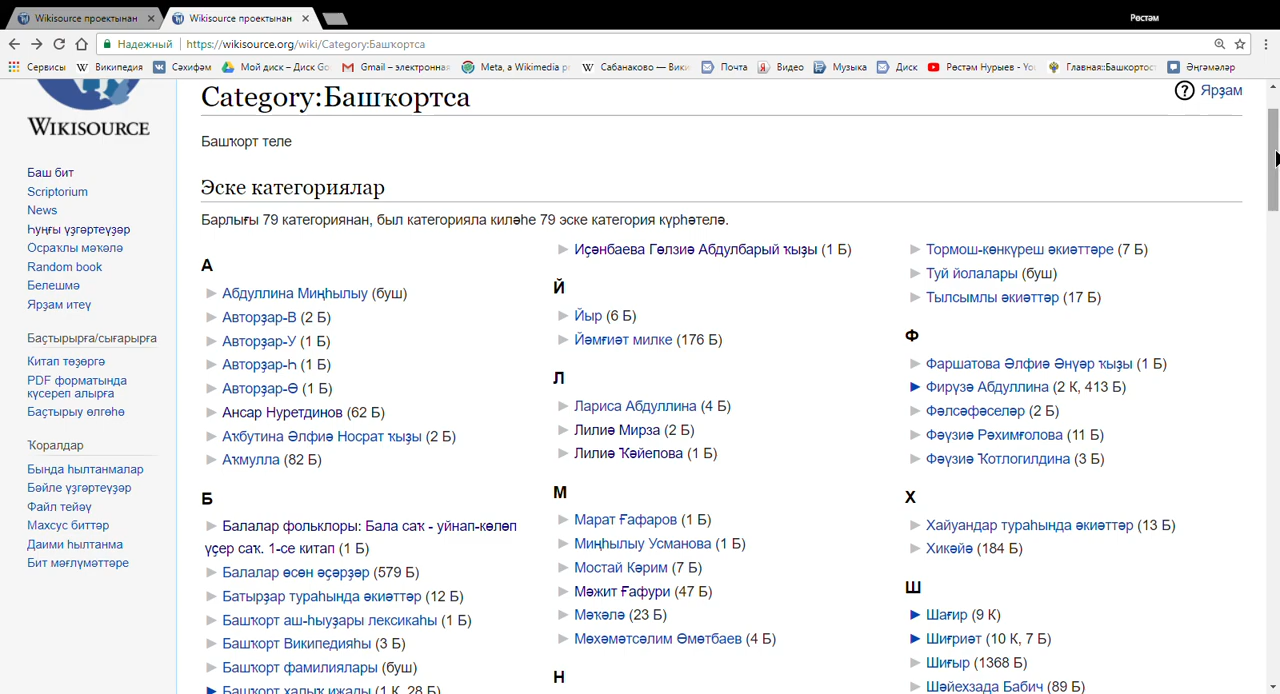 Wikisource проектынан
Wikisource проектынан
Рөстәм
Надежный
https://wikisource.org/wiki/Category:Башҡортса
Сервисы
Википедия
Сәхифәм
Мой диск – Диск Go
Gmail – электронная
Meta, a Wikimedia p
Сабанаково — Вики
Почта
Видео
Музыка
Диск
Рөстәм Нурыев - Yo
Главная::Башкортос
Әңгәмәләр
WIKISOURCE
Баш бит
Scriptorium
News
Һуңғы үҙгәртеүҙәр
Осраҡлы мәҡәлә
Random book
Белешмә
Ярҙам итеү
Баҫтырырға/сығарырға
Китап төҙөргә
PDF форматында
күсереп алырға
Баҫтырыу өлгөһө
Ҡоралдар
Бында һылтанмалар
Бәйле үҙгәртеүҙәр
Файл тейәү
Махсус биттәр
Даими һылтанма
Бит мәғлүмәттәре
Category:Башҡортса
Ярҙам
Башҡорт теле
Эске категориялар
Барлығы 79 категориянан, был категорияла киләһе 79 эске категория күрһәтелә.
А
Абдуллина Миңһылыу (буш)
Авторҙар-В (2 Б)
Авторҙар-У (1 Б)
Авторҙар-Һ (1 Б)
Авторҙар-Ө (1 Б)
Ансар Нуретдинов (62 Б)
Аҡбутина Әлфиә Носрат ҡыҙы (2 Б)
Аҡмулла (82 Б)
Б
Балалар фольклоры: Бала саҡ - уйнап-көлөп
үҫер саҡ. 1-се китап (1 Б)
Балалар өсөн әҫәрҙәр (579 Б)
Батырҙар тураһында әкиәттәр (12 Б)
Башҡорт аш-һыуҙары лексикаһы (1 Б)
Башҡорт Википедияһы (3 Б)
Башҡорт фамилиялары (буш)
Башҡорт халыҡ ижады (1 К, 28 Б)
Иҫәнбаева Гөлзиә Абдулбарый ҡыҙы (1 Б)
Й
Йыр (6 Б)
Йәмғиәт милке (176 Б)
Л
Лариса Абдуллина (4 Б)
Лилиә Мирза (2 Б)
Лилиә Ҡәйепова (1 Б)
М
Марат Ғафаров (1 Б)
Миңһылыу Усманова (1 Б)
Мостай Кәрим (7 Б)
Мәжит Ғафури (47 Б)
Мәҡәлә (23 Б)
Мөхәмәтсәлим Өмөтбаев (4 Б)
Н
Тормош-көнкүреш әкиәттәре (7 Б)
Туй йолалары (буш)
Тылсымлы әкиәттәр (17 Б)
Ф
Фаршатова Әлфиә Әнүәр ҡыҙы (1 Б)
Фирүзә Абдуллина (2 К, 413 Б)
Фәлсәфәселәр (2 Б)
Фәүзиә Рәхимғолова (11 Б)
Фәүзиә Ҡотлогилдина (3 Б)
Х
Хайуандар тураһында әкиәттәр (13 Б)
Хикәйә (184 Б)
Ш
Шағир (9 К)
Шиғриәт (10 К, 7 Б)
Шиғыр (1368 Б)
Шәйехзада Бабич (89 Б)